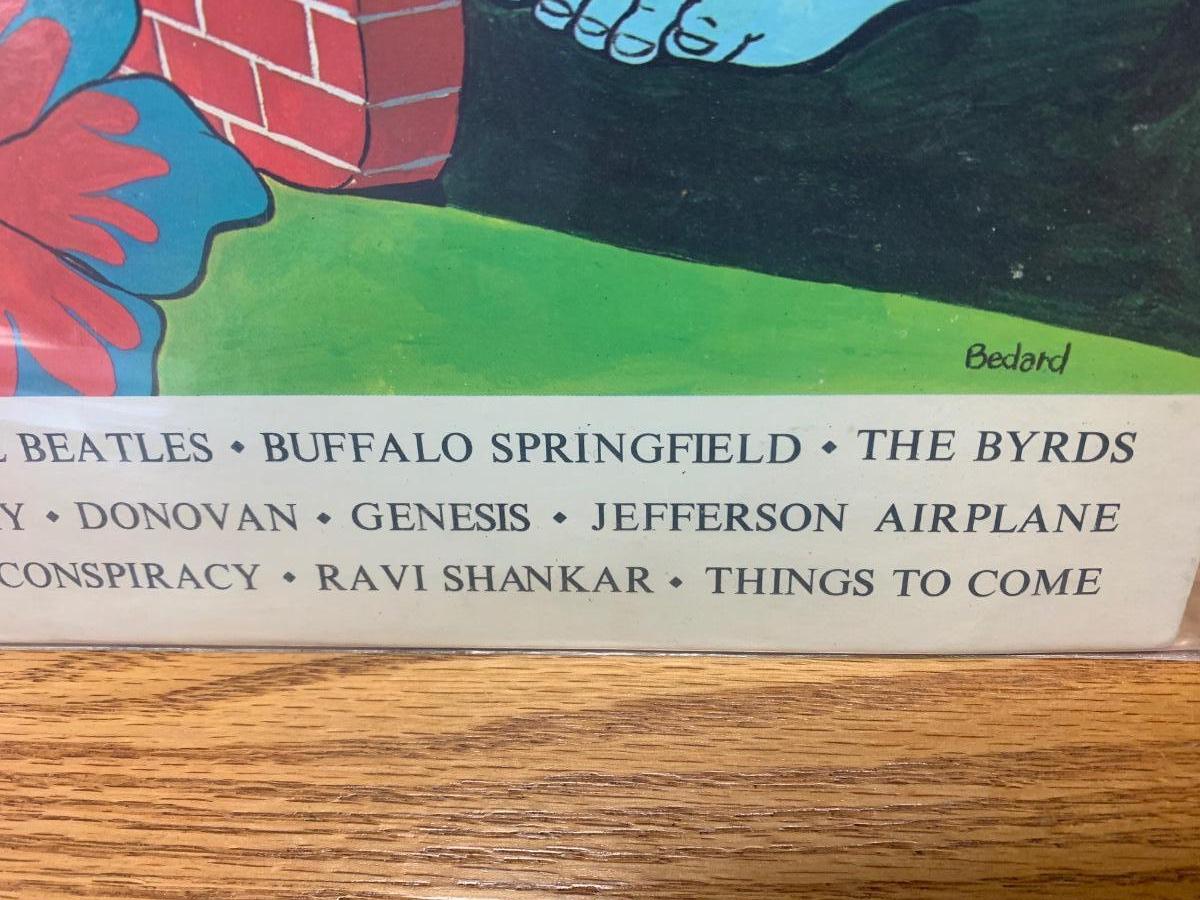 Bedard
BEATLES • BUFFALO SPRINGFIELD • THE BYRDS
Y • DONOVAN • GENESIS • JEFFERSON AIRPLANE
CONSPIRACY • RAVI SHANKAR • THINGS TO COME